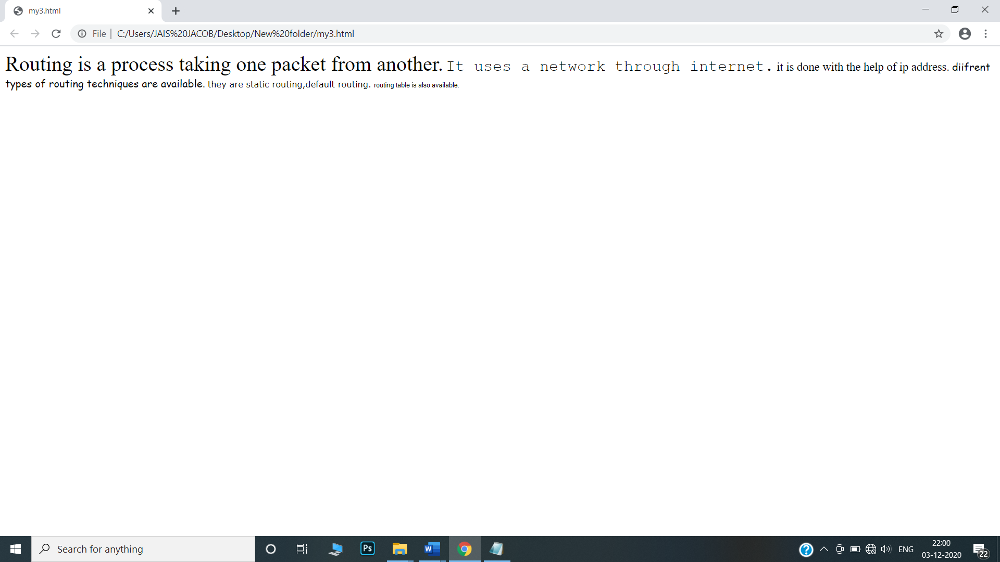 my3.html
File | C:/Users/JAIS%20JACOB/Desktop/New%20folder/my3.html
Routing is a process taking one packet from another. It uses a network through internet. it is done with the help of ip address. diifrent
types of routing techniques are available. they are static routing,default routing. routing table is also available.
Search for anything
Ps
W
ENG
22:00
03-12-2020
22